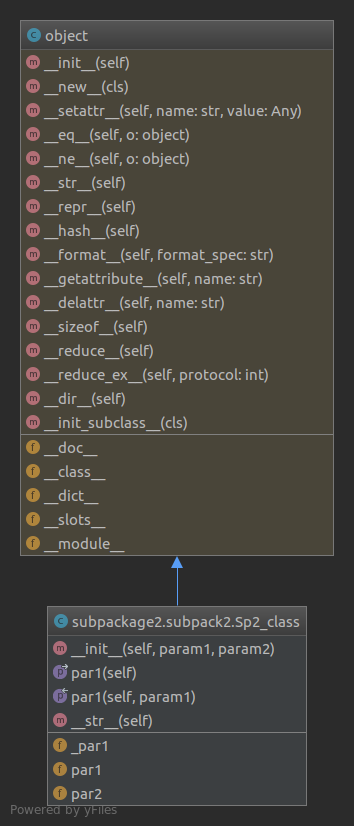 object
__init__(self)
__new__(cls)
__setattr__(self, name: str, value: Any)
__eq__(self, o: object)
__ne__(self, o: object)
__str__(self)
__repr__(self)
__hash__(self)
__format__(self, format_spec: str)
__getattribute__(self, name: str)
__delattr__(self, name: str)
__sizeof__(self)
__reduce__(self)
__reduce_ex__(self, protocol: int)
__dir__(self)
__init_subclass__(cls)
__doc__
__class__
__dict__
__slots__
__module__
subpackage2.subpack2.Sp2_class
__init__(self, param1, param2)
par1(self)
par1(self, param1)
__str__(self)
_par1
par1
par2
Powered by yFiles